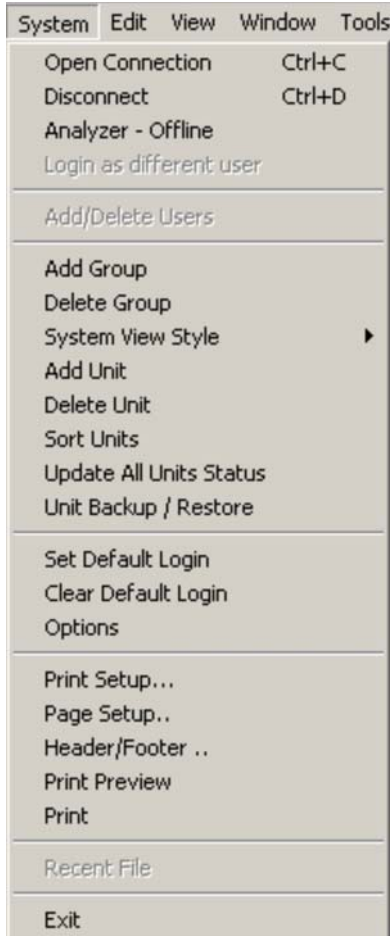 System Edit View Window Tools
Open Connection Ctrl+C
Disconnect Ctrl+D
Analyzer - Offline
Login as different user
Add/Delete Users
Add Group
Delete Group
System View Style
Add Unit
Delete Unit
Sort Units
Update All Units Status
Unit Backup / Restore
Set Default Login
Clear Default Login
Options
Print Setup...
Page Setup..
Header/Footer ..
Print Preview
Print
Recent File
Exit